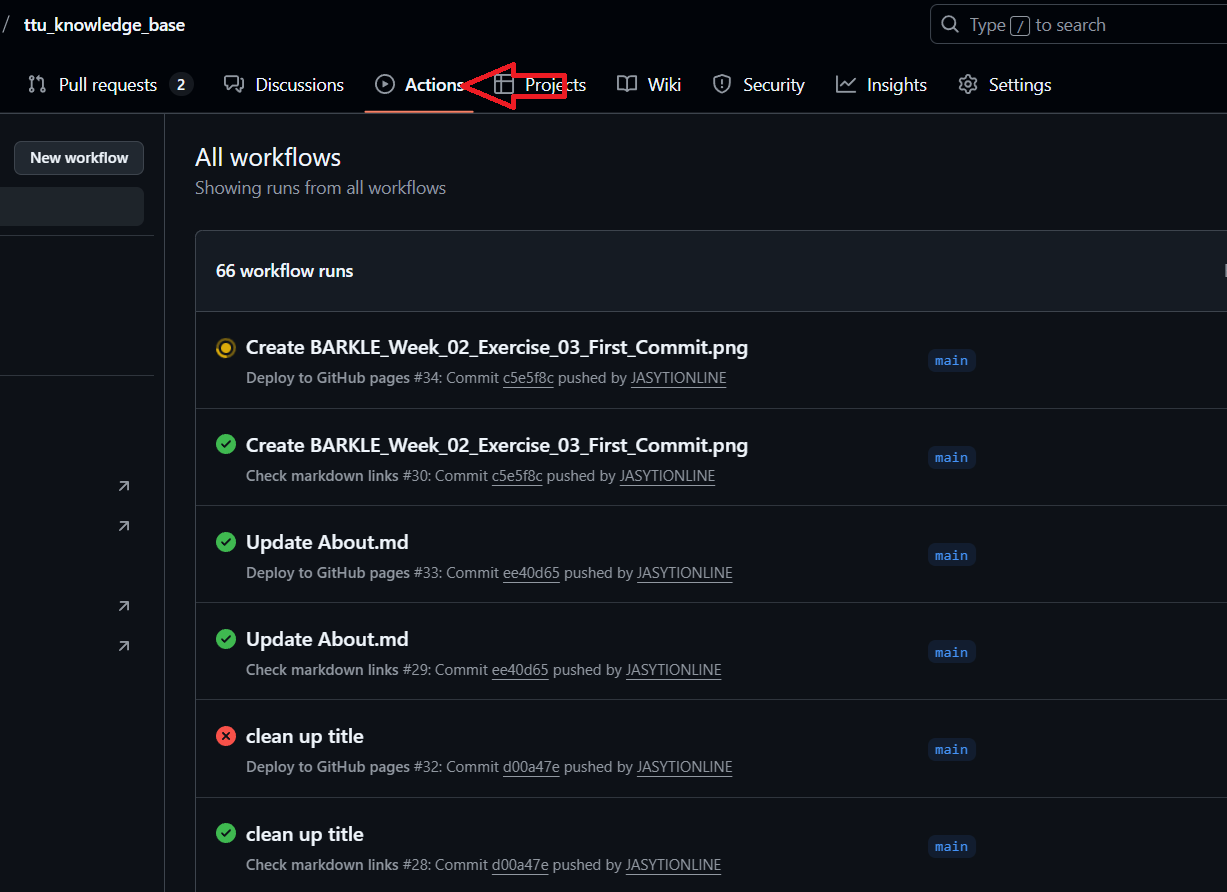 / ttu_knowledge_base
Type / to search
Pull requests 2 Discussions Actions Projects Wiki Security Insights Settings
New workflow
All workflows
Showing runs from all workflows
66 workflow runs
Create BARKLE_Week_02_Exercise_03_First_Commit.png
main
Deploy to GitHub pages #34: Commit c5e5f8c pushed by JASYTIONLINE
Create BARKLE_Week_02_Exercise_03_First_Commit.png
main
Check markdown links #30: Commit c5e5f8c pushed by JASYTIONLINE
Update About.md
main
Deploy to GitHub pages #33: Commit ee40d65 pushed by JASYTIONLINE
Update About.md
main
Check markdown links #29: Commit ee40d65 pushed by JASYTIONLINE
clean up title
main
Deploy to GitHub pages #32: Commit d00a47e pushed by JASYTIONLINE
clean up title
main
Check markdown links #28: Commit d00a47e pushed by JASYTIONLINE